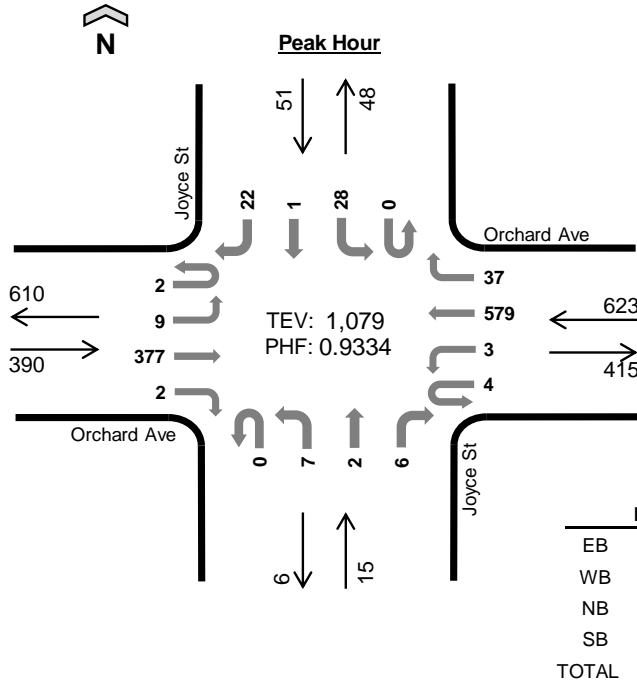 N
Peak Hour
51
48
Joyce St
22
1
28
0
Orchard Ave
2
9
377
2
37
579
3
4
610
390
623
415
TEV: 1,079
PHF: 0.9334
Orchard Ave
0
7
2
6
Joyce St
6
15
EB
WB
NB
SB
TOTAL